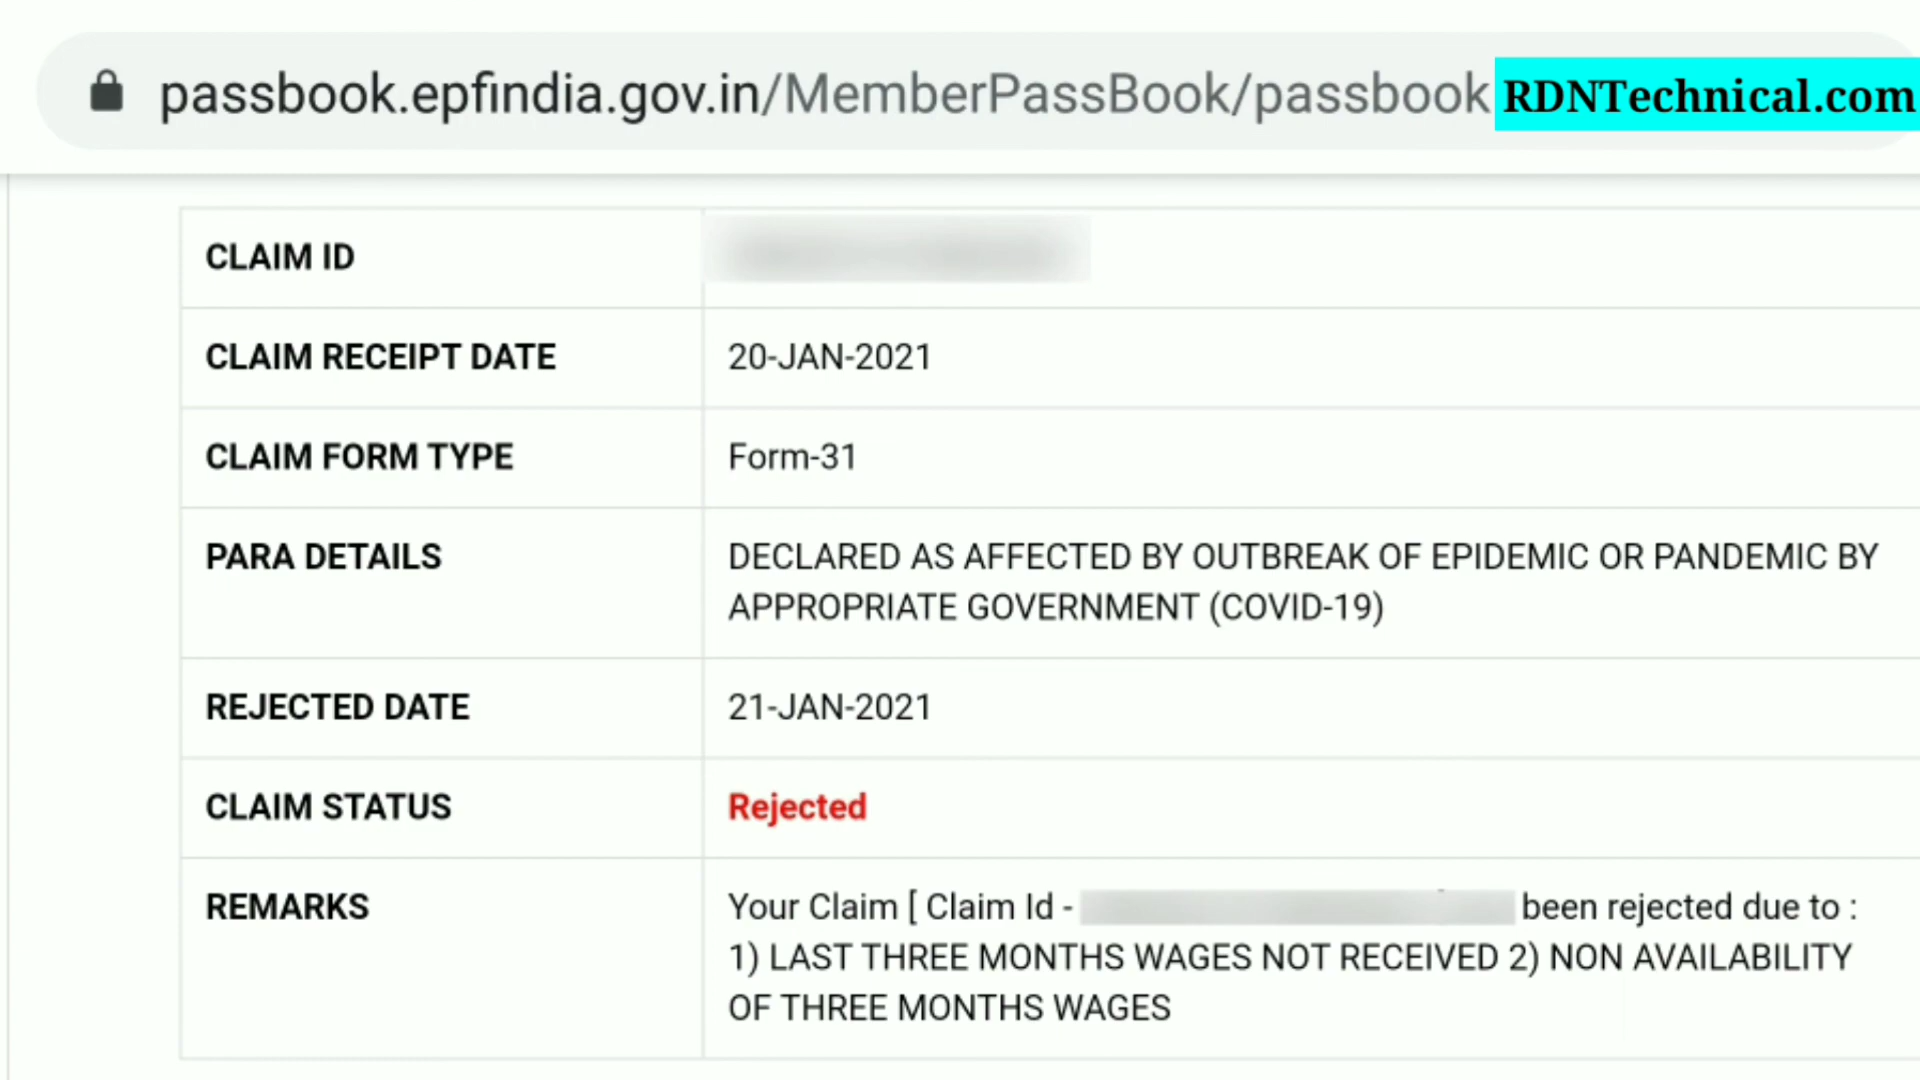 passbook.epfindia.gov.in/MemberPassBook/passbook RDNTechnical.com
CLAIM ID
CLAIM RECEIPT DATE 20-JAN-2021
CLAIM FORM TYPE Form-31
PARA DETAILS DECLARED AS AFFECTED BY OUTBREAK OF EPIDEMIC OR PANDEMIC BY
APPROPRIATE GOVERNMENT (COVID-19)
REJECTED DATE 21-JAN-2021
CLAIM STATUS Rejected
REMARKS Your Claim [ Claim Id - been rejected due to :
1) LAST THREE MONTHS WAGES NOT RECEIVED 2) NON AVAILABILITY
OF THREE MONTHS WAGES